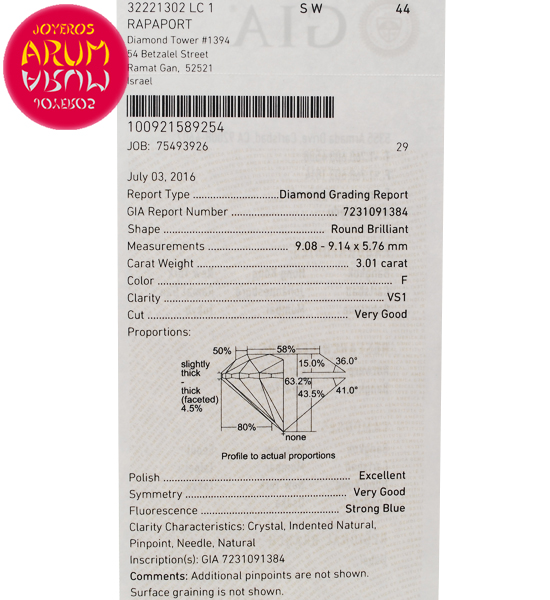 JOYEROS
ARUM
32221302 LC 1 S W 44
RAPAPORT
Diamond Tower #1394
54 Betzalel Street
Ramat Gan, 52521
Israel
GIA
100921589254
JOB: 75493926 29
July 03, 2016
Report Type ........................ Diamond Grading Report
GIA Report Number ........................ 7231091384
Shape ........................ Round Brilliant
Measurements ........................ 9.08 - 9.14 x 5.76 mm
Carat Weight ........................ 3.01 carat
Color ........................ F
Clarity ........................ VS1
Cut ........................ Very Good
Proportions:
50% 58%
slightly
thick
-
thick
(faceted)
4.5%
15.0% 36.0°
63.2%
43.5% 41.0°
80%
none
Profile to actual proportions
Polish ........................ Excellent
Symmetry ........................ Very Good
Fluorescence ........................ Strong Blue
Clarity Characteristics: Crystal, Indented Natural,
Pinpoint, Needle, Natural
Inscription(s): GIA 7231091384
Comments: Additional pinpoints are not shown.
Surface graining is not shown.